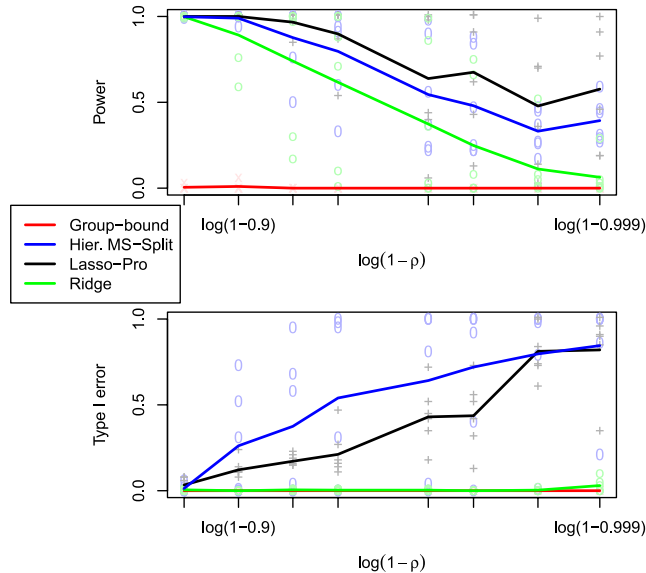 1.0
0.5
0.0
Power
log(1−0.9)
log(1−0.999)
log(1−ρ)
Group−bound
Hier. MS−Split
Lasso−Pro
Ridge
1.0
0.5
0.0
Type I error
log(1−0.9)
log(1−0.999)
log(1−ρ)